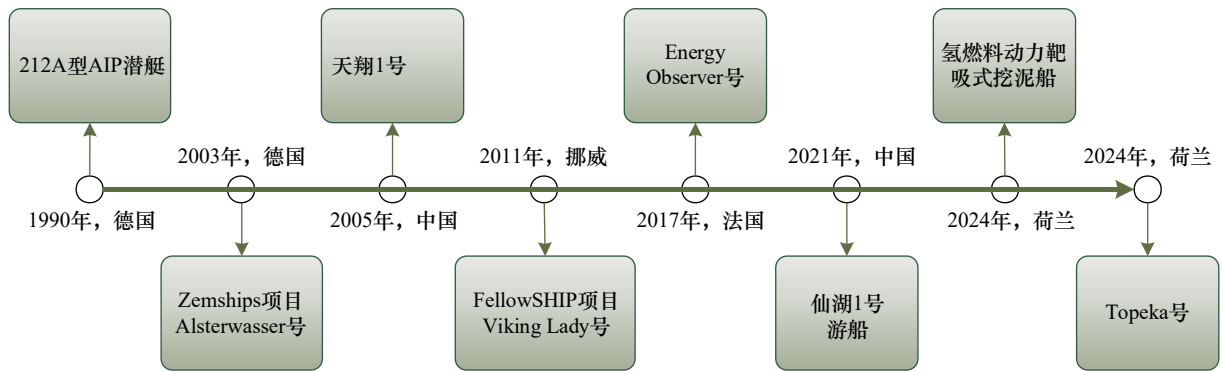 212A型AIP潜艇
天翔1号
Energy
Observer号
氢燃料动力靶
吸式挖泥船
2003年，德国
2011年，挪威
2021年，中国
2024年，荷兰
1990年，德国
2005年，中国
2017年，法国
2024年，荷兰
Zemships项目
Alsterwasser号
FellowSHIP项目
Viking Lady号
仙湖1号
游船
Topeka号